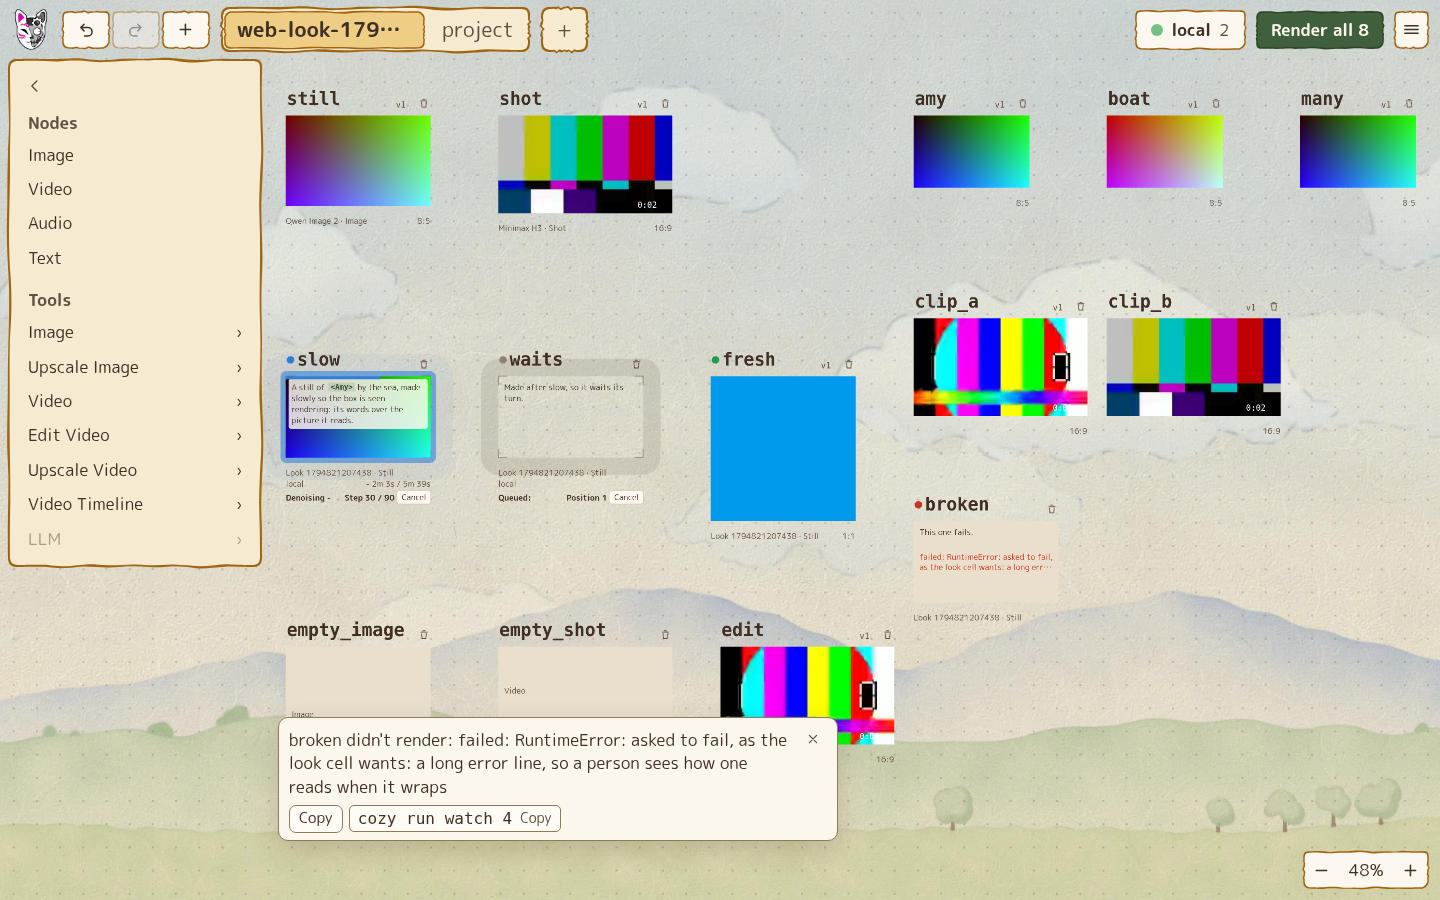 web-look-179···
project
local 2
Render all 8
Nodes
Image
Video
Audio
Text
Tools
Image
Upscale Image
Video
Edit Video
Upscale Video
Video Timeline
LLM
still v1
Qwen Image 2 · Image 8:5
shot v1
0:02
Minimax H3 · Shot 16:9
amy v1
8:5
boat v1
8:5
many v1
8:5
clip_a v1
16:9
clip_b v1
0:02
16:9
slow
A still of <Amy> by the sea, made
slowly so the box is seen
rendering: its words over the
picture it reads.
Look 1794821207438 · Still
local ~ 2m 3s / 5m 39s
Denoising - Step 30 / 90 Cancel
waits
Made after slow, so it waits its
turn.
Look 1794821207438 · Still
local
Queued: Position 1 Cancel
fresh v1
Look 1794821207438 · Still 1:1
broken
This one fails.
failed: RuntimeError: asked to fail,
as the look cell wants: a long err···
Look 1794821207438 · Still
empty_image
Image
empty_shot
Video
edit v1
16:9
broken didn't render: failed: RuntimeError: asked to fail, as the
look cell wants: a long error line, so a person sees how one
reads when it wraps
Copy
cozy run watch 4 Copy
48%